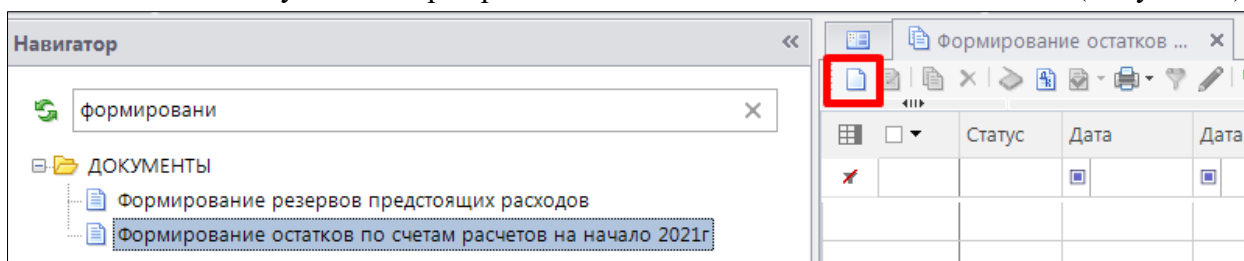 Навигатор
формировани
ДОКУМЕНТЫ
Формирование резервов предстоящих расходов
Формирование остатков по счетам расчетов на начало 2021г
Формирование остатков ...
Статус Дата Дата